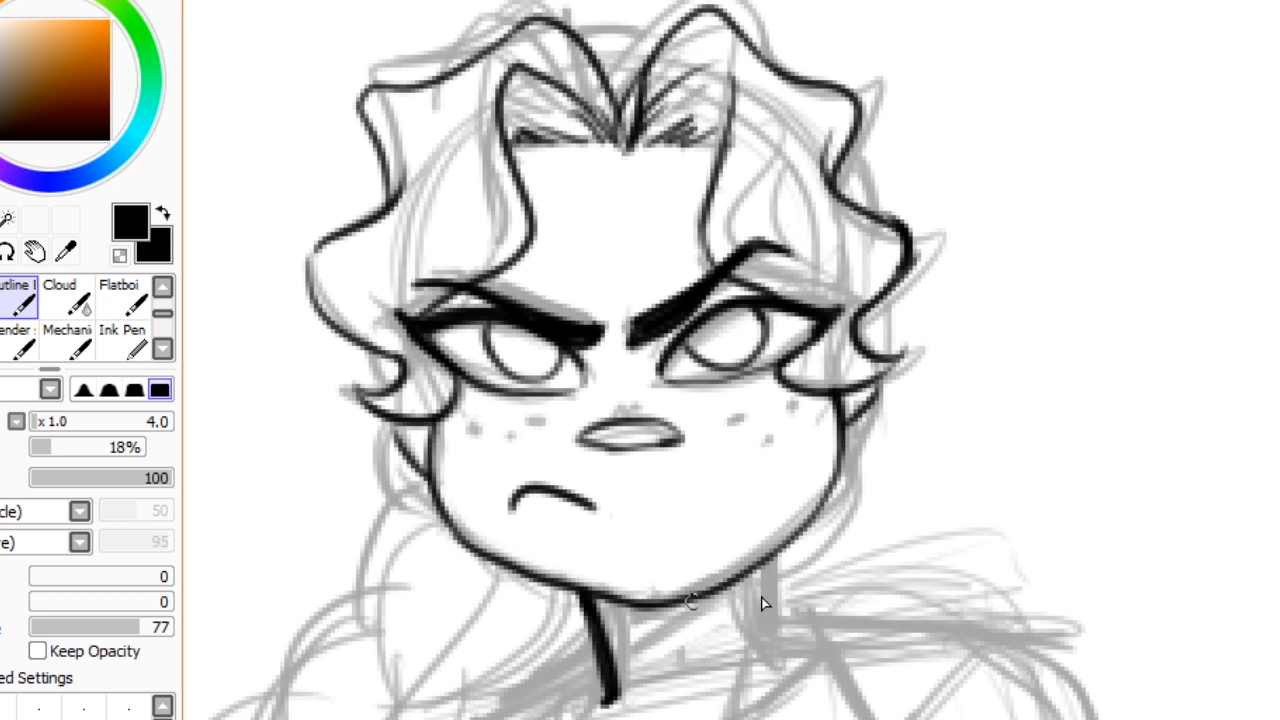 utline I Cloud Flatboi
ender Mechani Ink Pen
x 1.0 4.0
18%
100
cle) 50
e) 95
0
0
77
Keep Opacity
ed Settings